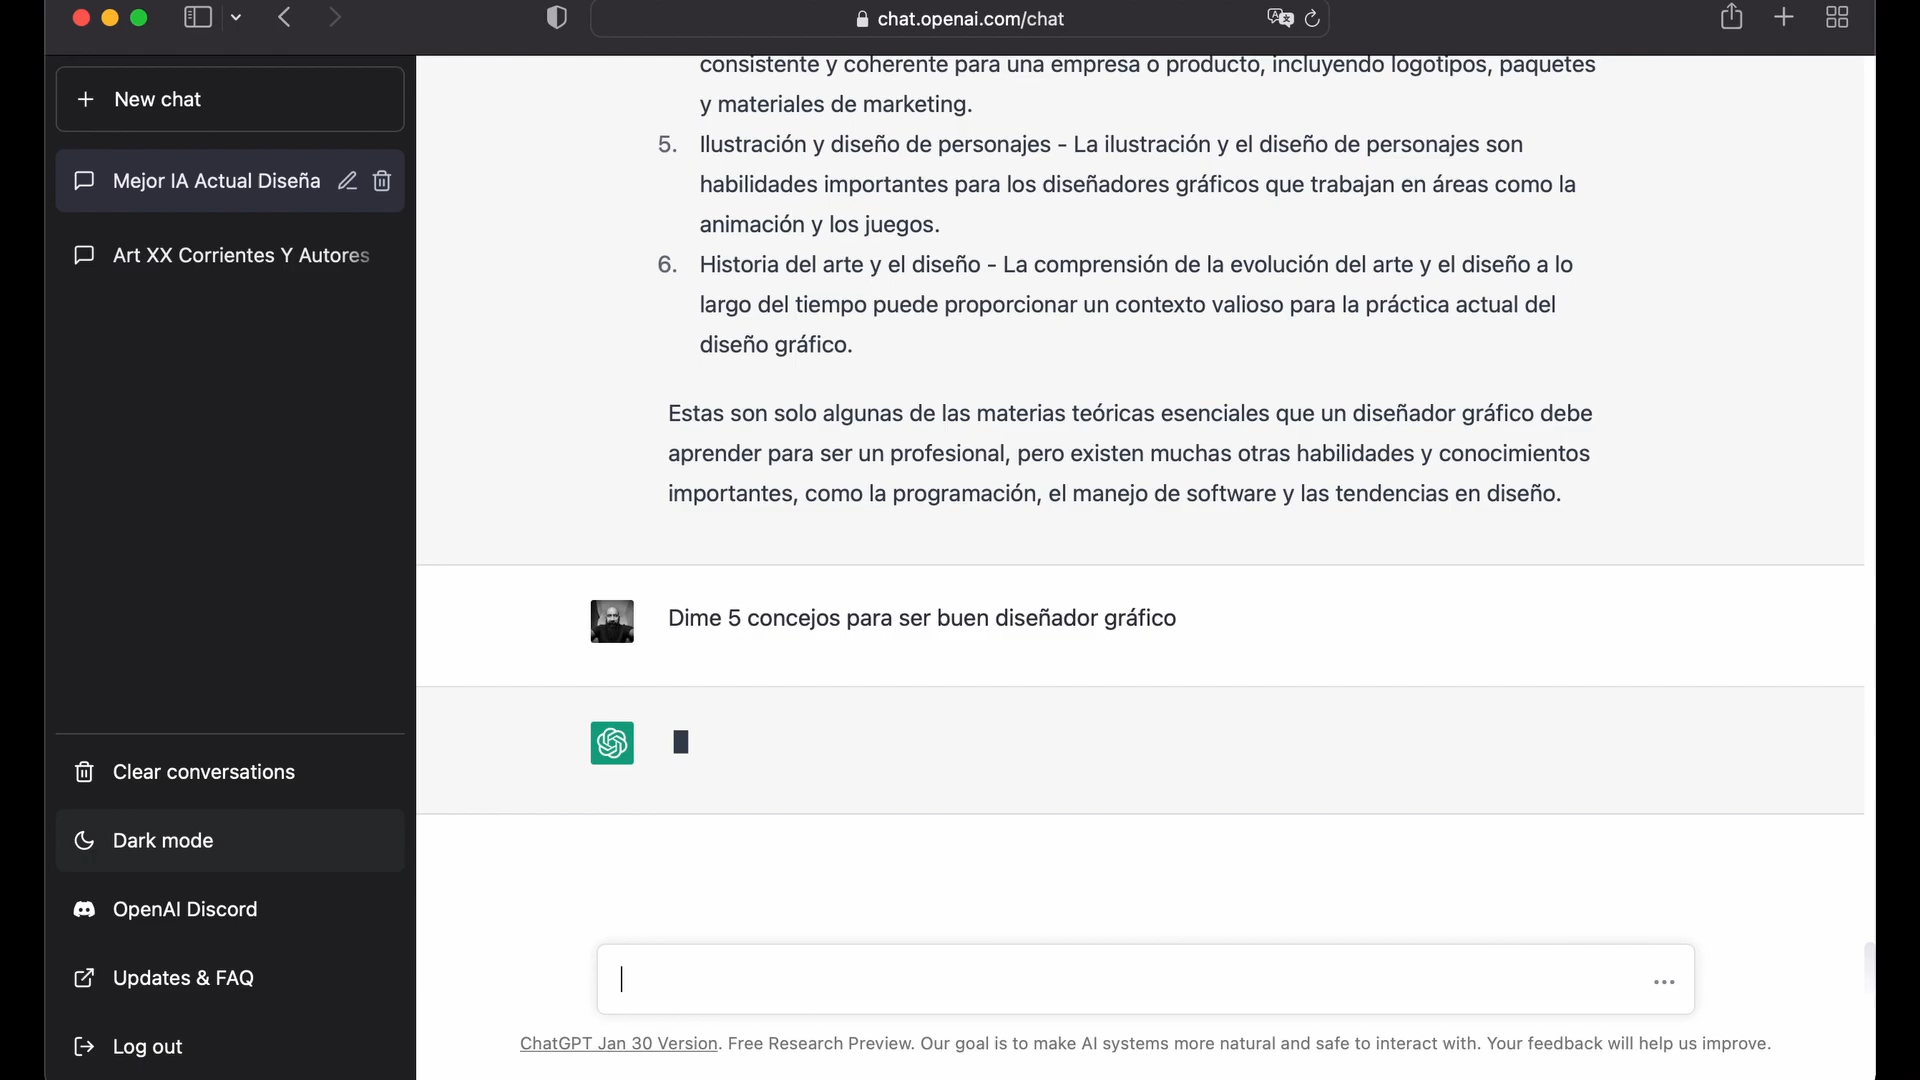 chat.openai.com/chat
New chat
Mejor IA Actual Diseña
Art XX Corrientes Y Autores
consistente y coherente para una empresa o producto, incluyendo logotipos, paquetes
y materiales de marketing.
5. Ilustración y diseño de personajes - La ilustración y el diseño de personajes son
habilidades importantes para los diseñadores gráficos que trabajan en áreas como la
animación y los juegos.
6. Historia del arte y el diseño - La comprensión de la evolución del arte y el diseño a lo
largo del tiempo puede proporcionar un contexto valioso para la práctica actual del
diseño gráfico.
Estas son solo algunas de las materias teóricas esenciales que un diseñador gráfico debe
aprender para ser un profesional, pero existen muchas otras habilidades y conocimientos
importantes, como la programación, el manejo de software y las tendencias en diseño.
Dime 5 concejos para ser buen diseñador gráfico
Clear conversations
Dark mode
OpenAI Discord
Updates & FAQ
Log out
ChatGPT Jan 30 Version. Free Research Preview. Our goal is to make AI systems more natural and safe to interact with. Your feedback will help us improve.